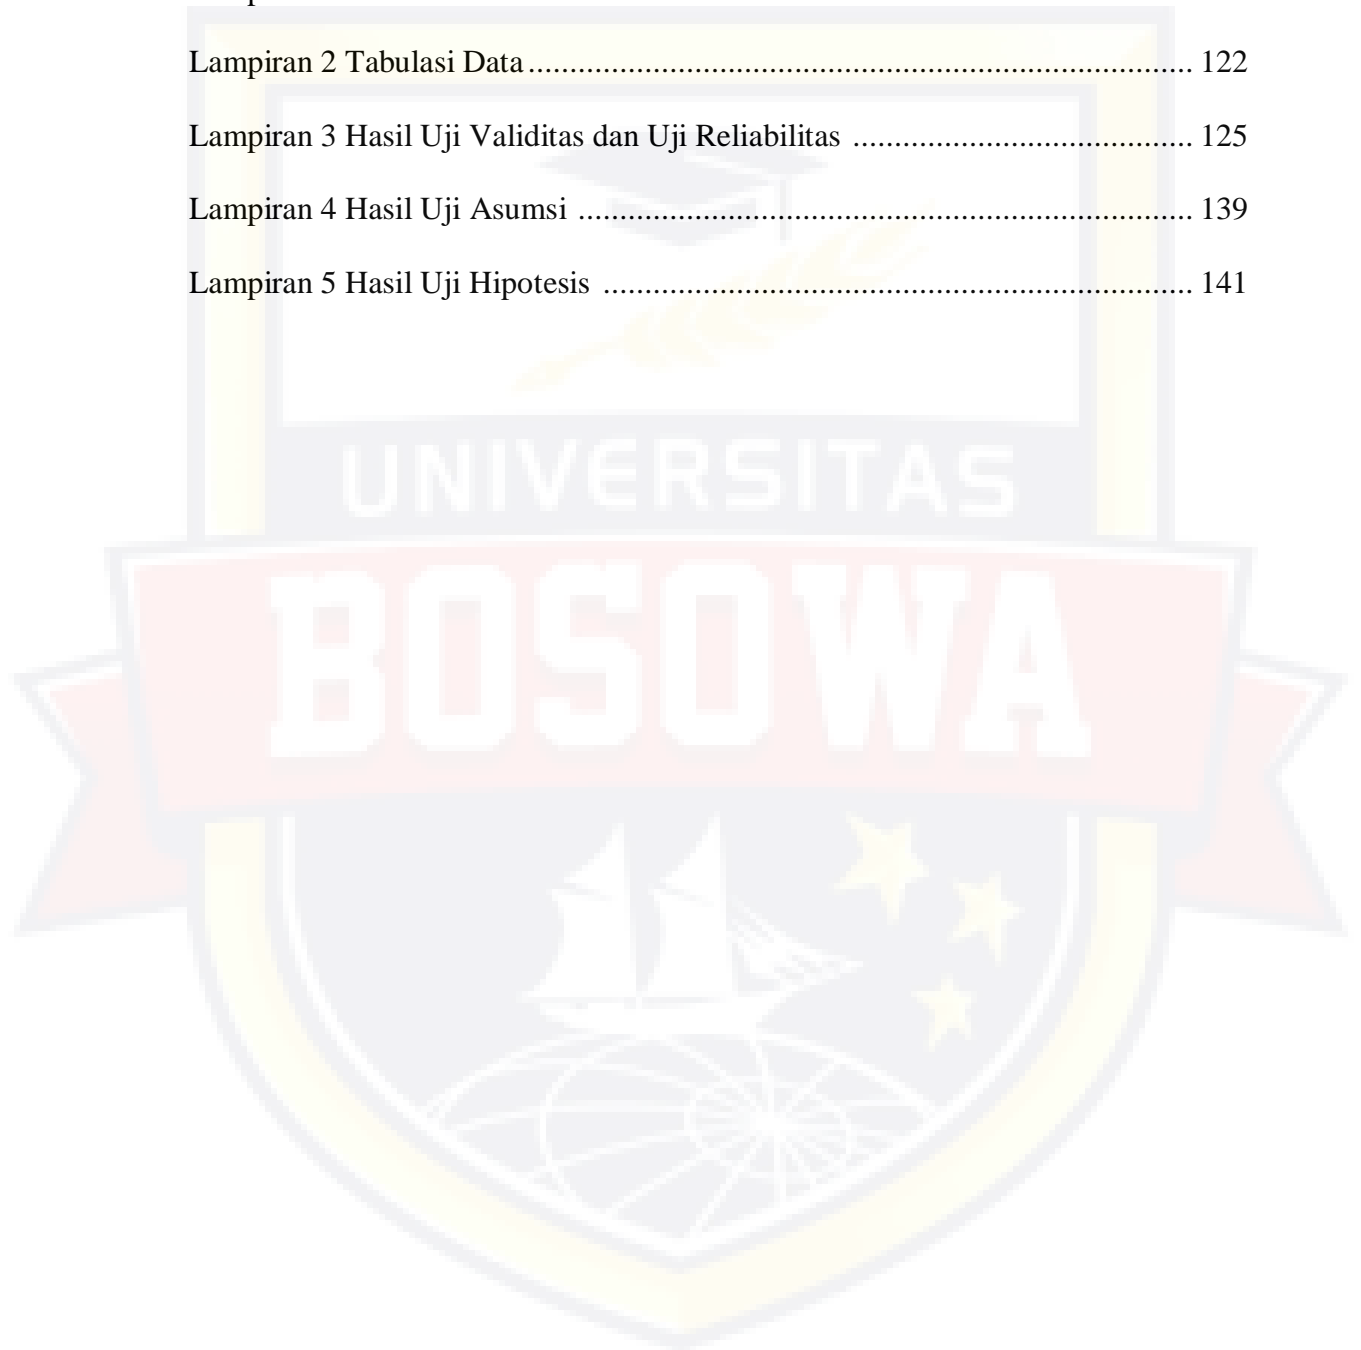 Lampiran 2 Tabulasi Data.................................................................................. 122
Lampiran 3 Hasil Uji Validitas dan Uji Reliabilitas .......................................... 125
Lampiran 4 Hasil Uji Asumsi ........................................................................... 139
Lampiran 5 Hasil Uji Hipotesis ........................................................................ 141
UNIVERSITAS
BOSOWA